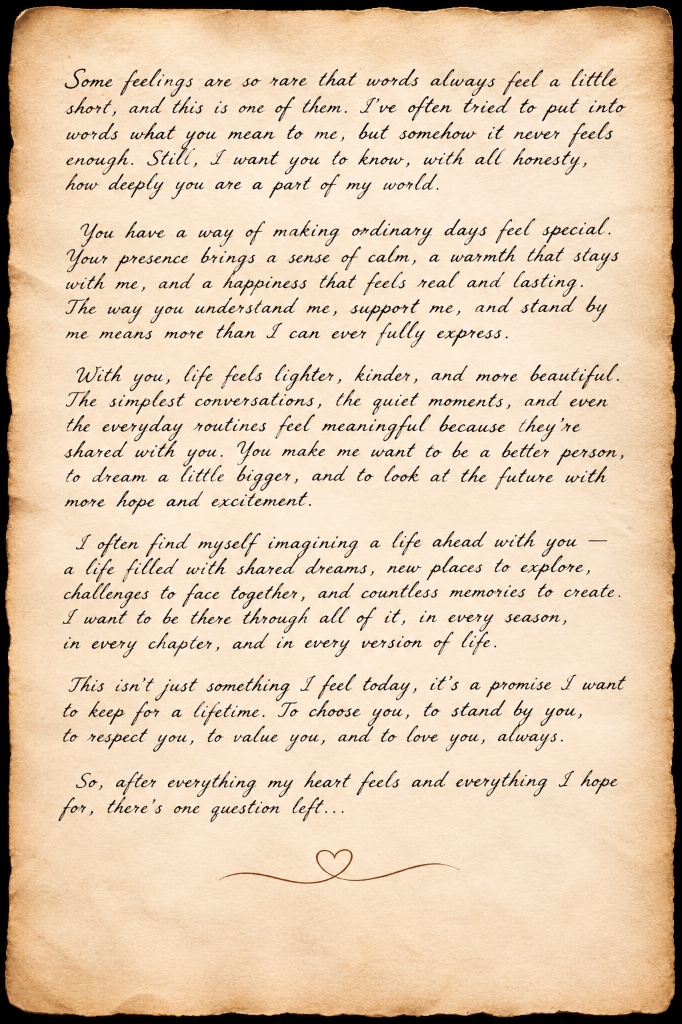 Some feelings are so rare that words always feel a little
short, and this is one of them. I've often tried to put into
words what you mean to me, but somehow it never feels
enough. Still, I want you to know, with all honesty,
how deeply you are a part of my world.
You have a way of making ordinary days feel special.
Your presence brings a sense of calm, a warmth that stays
with me, and a happiness that feels real and lasting.
The way you understand me, support me, and stand by
me means more than I can ever fully express.
With you, life feels lighter, kinder, and more beautiful.
The simplest conversations, the quiet moments, and even
the everyday routines feel meaningful because they're
shared with you. You make me want to be a better person,
to dream a little bigger, and to look at the future with
more hope and excitement.
I often find myself imagining a life ahead with you —
a life filled with shared dreams, new places to explore,
challenges to face together, and countless memories to create.
I want to be there through all of it, in every season,
in every chapter, and in every version of life.
This isn't just something I feel today, it's a promise I want
to keep for a lifetime. To choose you, to stand by you,
to respect you, to value you, and to love you, always.
So, after everything my heart feels and everything I hope
for, there's one question left...